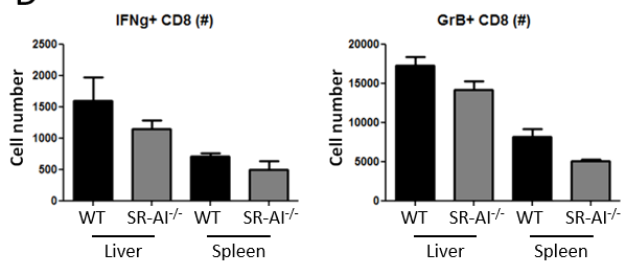 IFNg+ CD8 (#)
Cell number
2500
2000
1500
1000
500
0
WT SR-AI-/- WT SR-AI-/-
Liver Spleen
GrB+ CD8 (#)
Cell number
20000
15000
10000
5000
0
WT SR-AI-/- WT SR-AI-/-
Liver Spleen